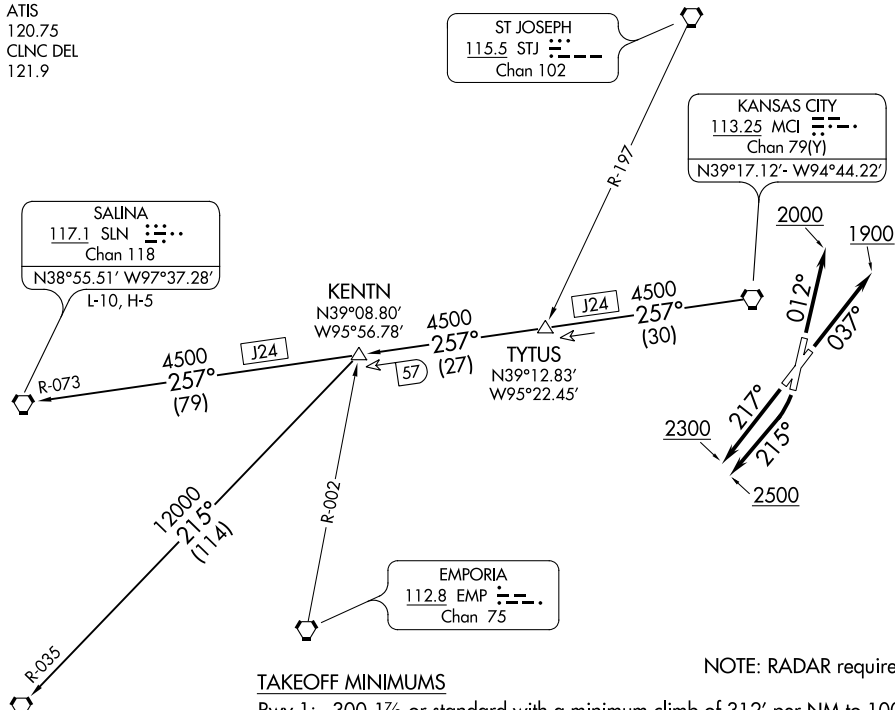 ATIS
120.75
CLNC DEL
121.9
ST JOSEPH
115.5 STJ
Chan 102
KANSAS CITY
113.25 MCI
Chan 79(Y)
N39°17.12'- W94°44.22'
R-197
SALINA
117.1 SLN
Chan 118
N38°55.51' W97°37.28'
L-10, H-5
2000
1900
012°
037°
KENTN
N39°08.80'
W95°56.78'
4500
J24
257°
(30)
TYTUS
N39°12.83'
W95°22.45'
4500
257°
(27)
57
4500
J24
257°
(79)
R-073
217°
215°
2300
2500
12000
215°
(114)
R-002
R-035
EMPORIA
112.8 EMP
Chan 75
NOTE: RADAR require
TAKEOFF MINIMUMS